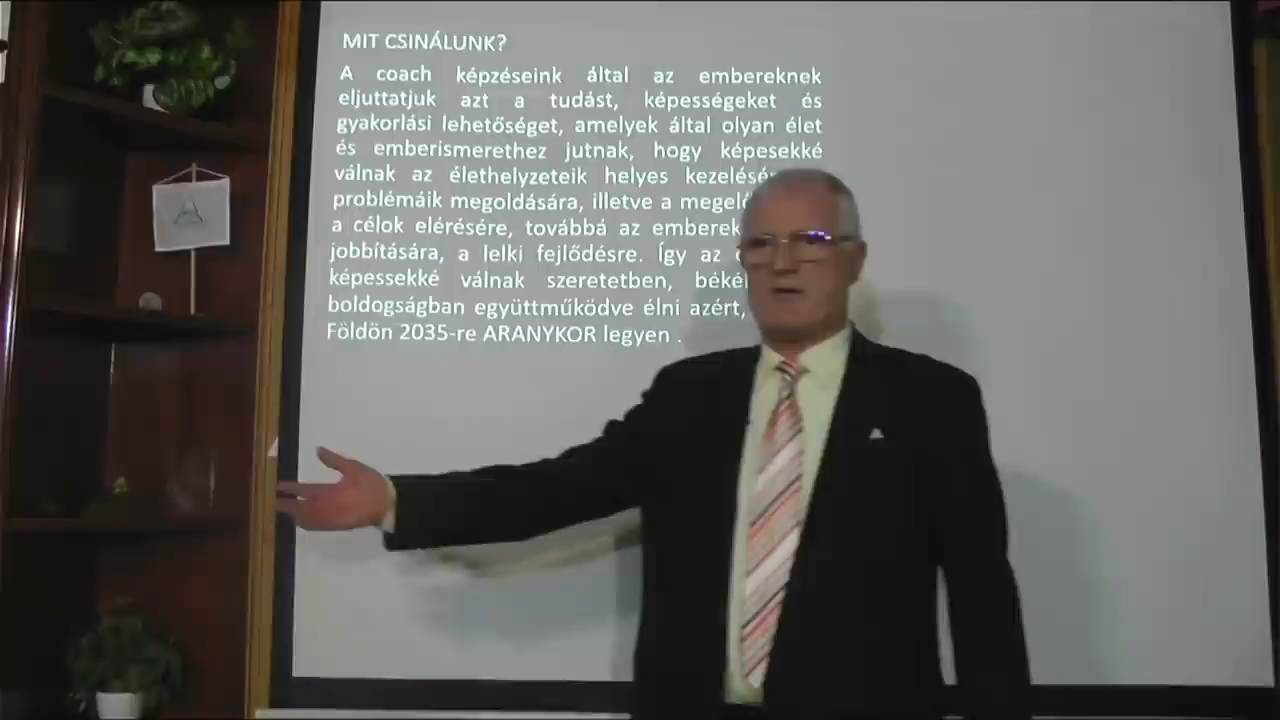 MIT CSINÁLUNK?
A coach képzéseink által az embereknek
eljuttatjuk azt a tudást, képességeket és
gyakorlási lehetőséget, amelyek által olyan élet
és emberismerethez jutnak, hogy képesekké
válnak az élethelyzeteik helyes
problémáik megoldására, illetve a
a célok elérésére, továbbá az
jobbítására, a lelki fejlődésre. Így az
képessekké válnak szeretetben,
boldogságban együttműködve élni azért,
Földön 2035-re ARANYKOR legyen .